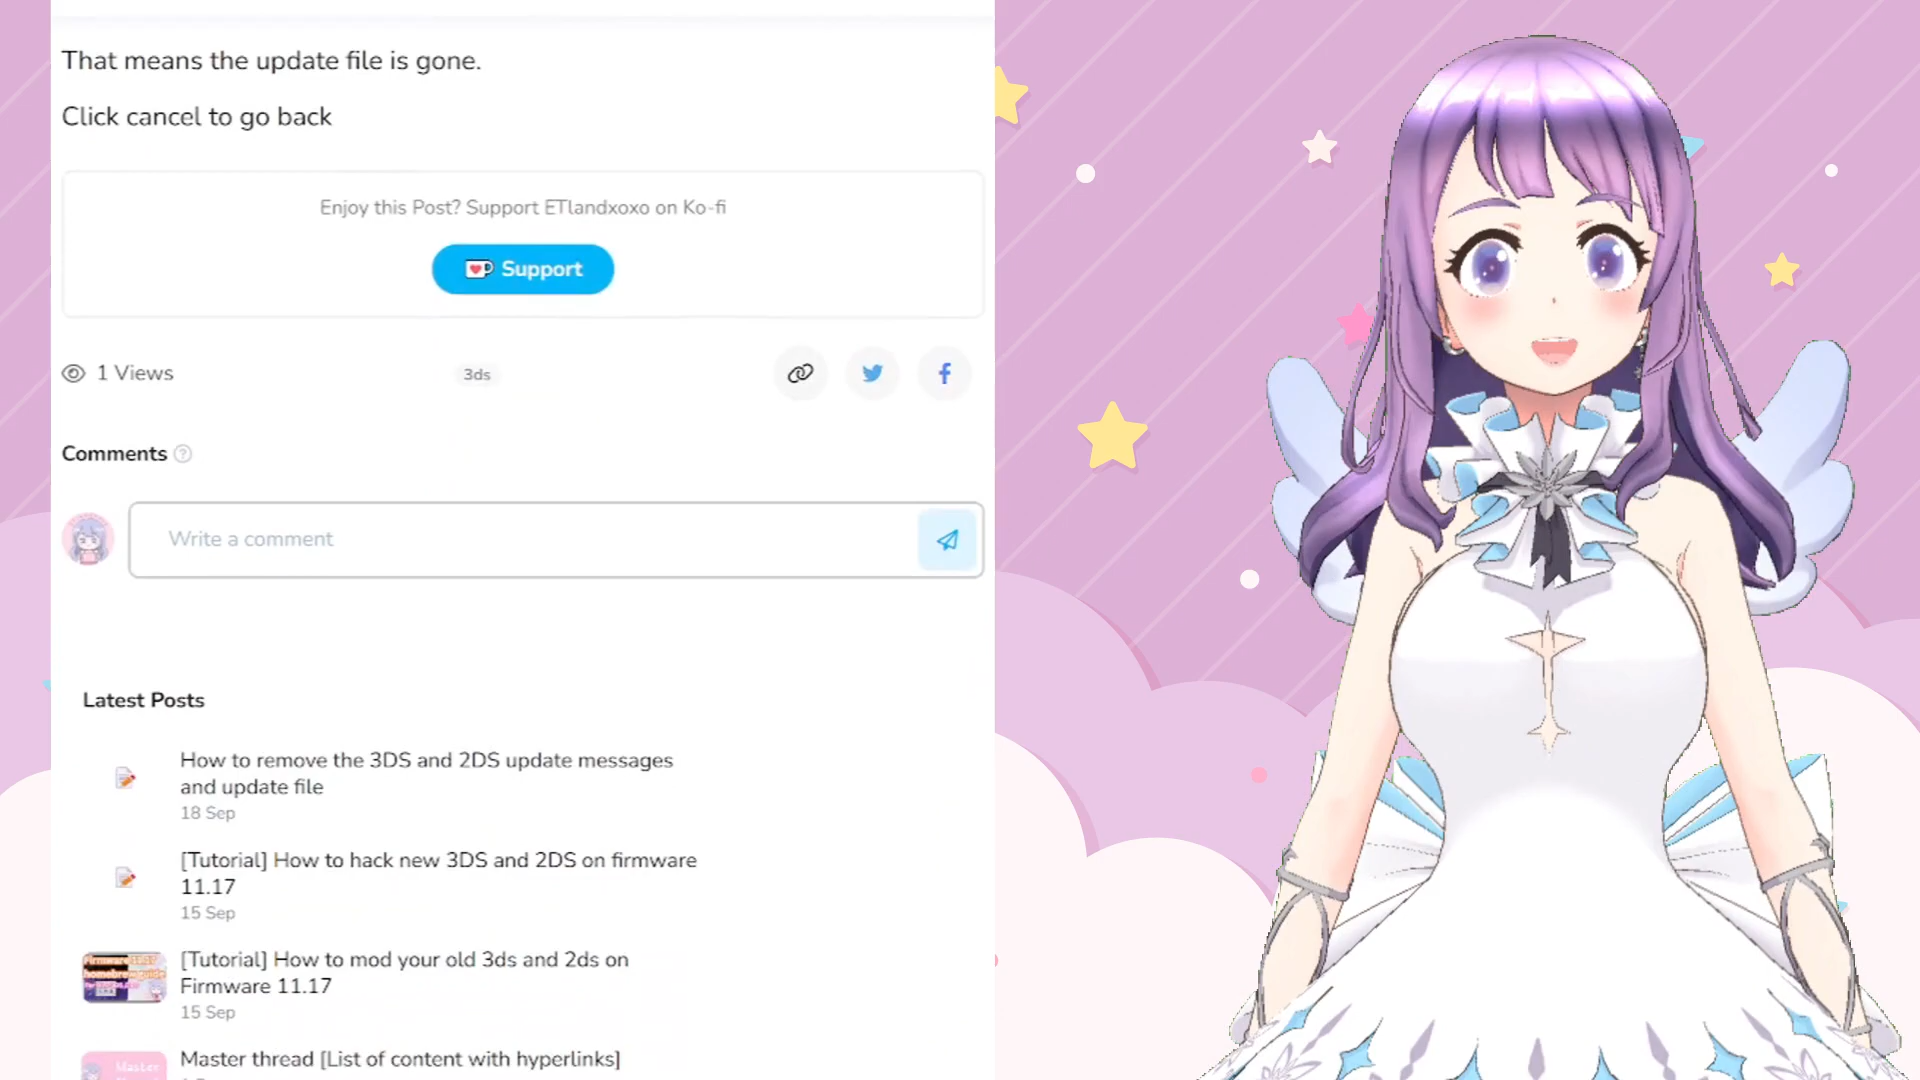 That means the update file is gone.
Click cancel to go back
Enjoy this Post? Support ETlandxoxo on Ko-fi
Support
1 Views
3ds
Comments
Write a comment
Latest Posts
How to remove the 3DS and 2DS update messages
and update file
18 Sep
[Tutorial] How to hack new 3DS and 2DS on firmware
11.17
15 Sep
[Tutorial] How to mod your old 3ds and 2ds on
Firmware 11.17
15 Sep
Master thread [List of content with hyperlinks]
Master